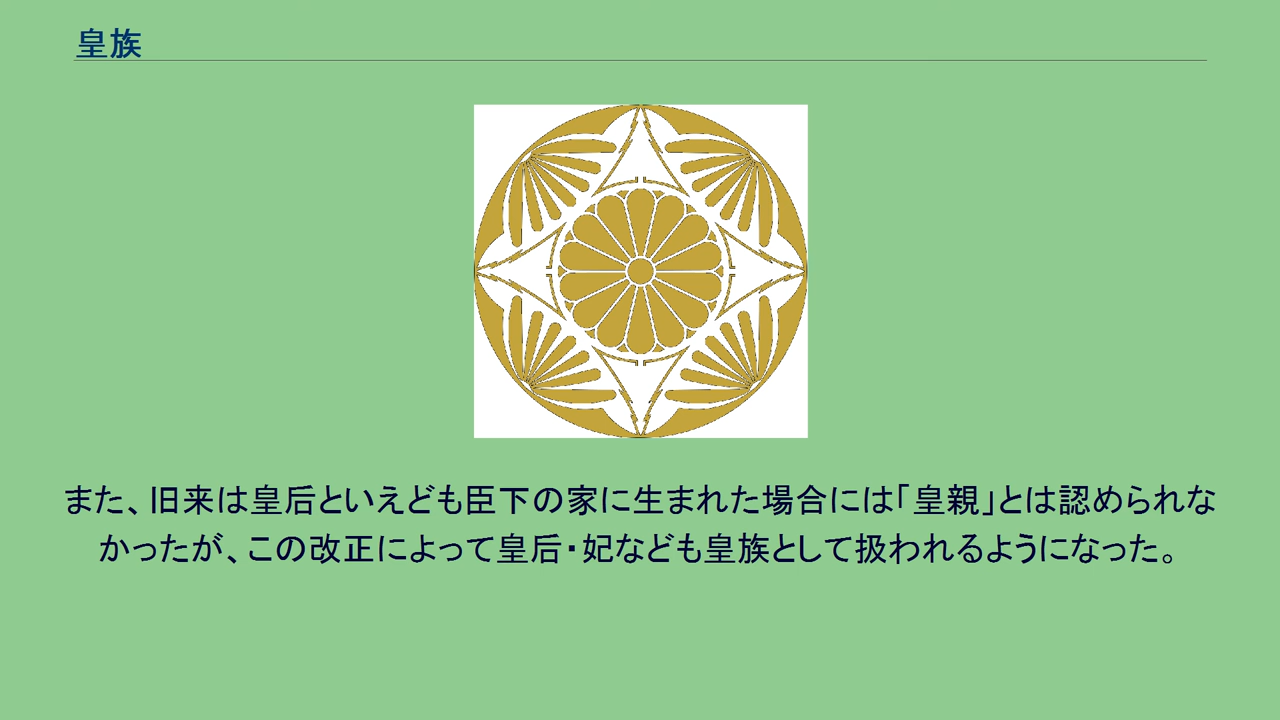 皇族
また、旧来は皇后といえども臣下の家に生まれた場合には「皇親」とは認められな
かったが、この改正によって皇后・妃なども皇族として扱われるようになった。